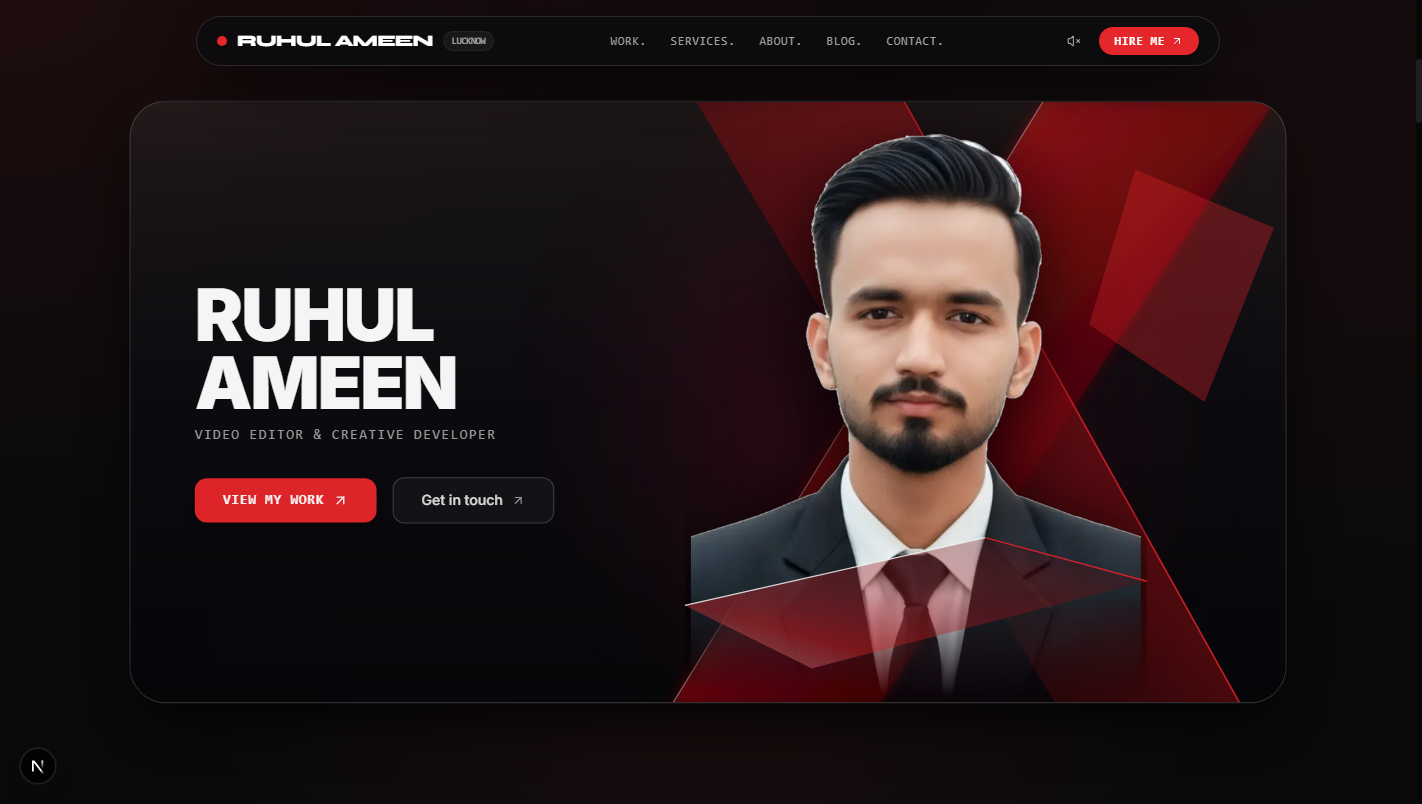 RUHUL AMEEN
LUCKNOW
WORK.
SERVICES.
ABOUT.
BLOG.
CONTACT.
HIRE ME
RUHUL
AMEEN
VIDEO EDITOR & CREATIVE DEVELOPER
VIEW MY WORK
Get in touch
N